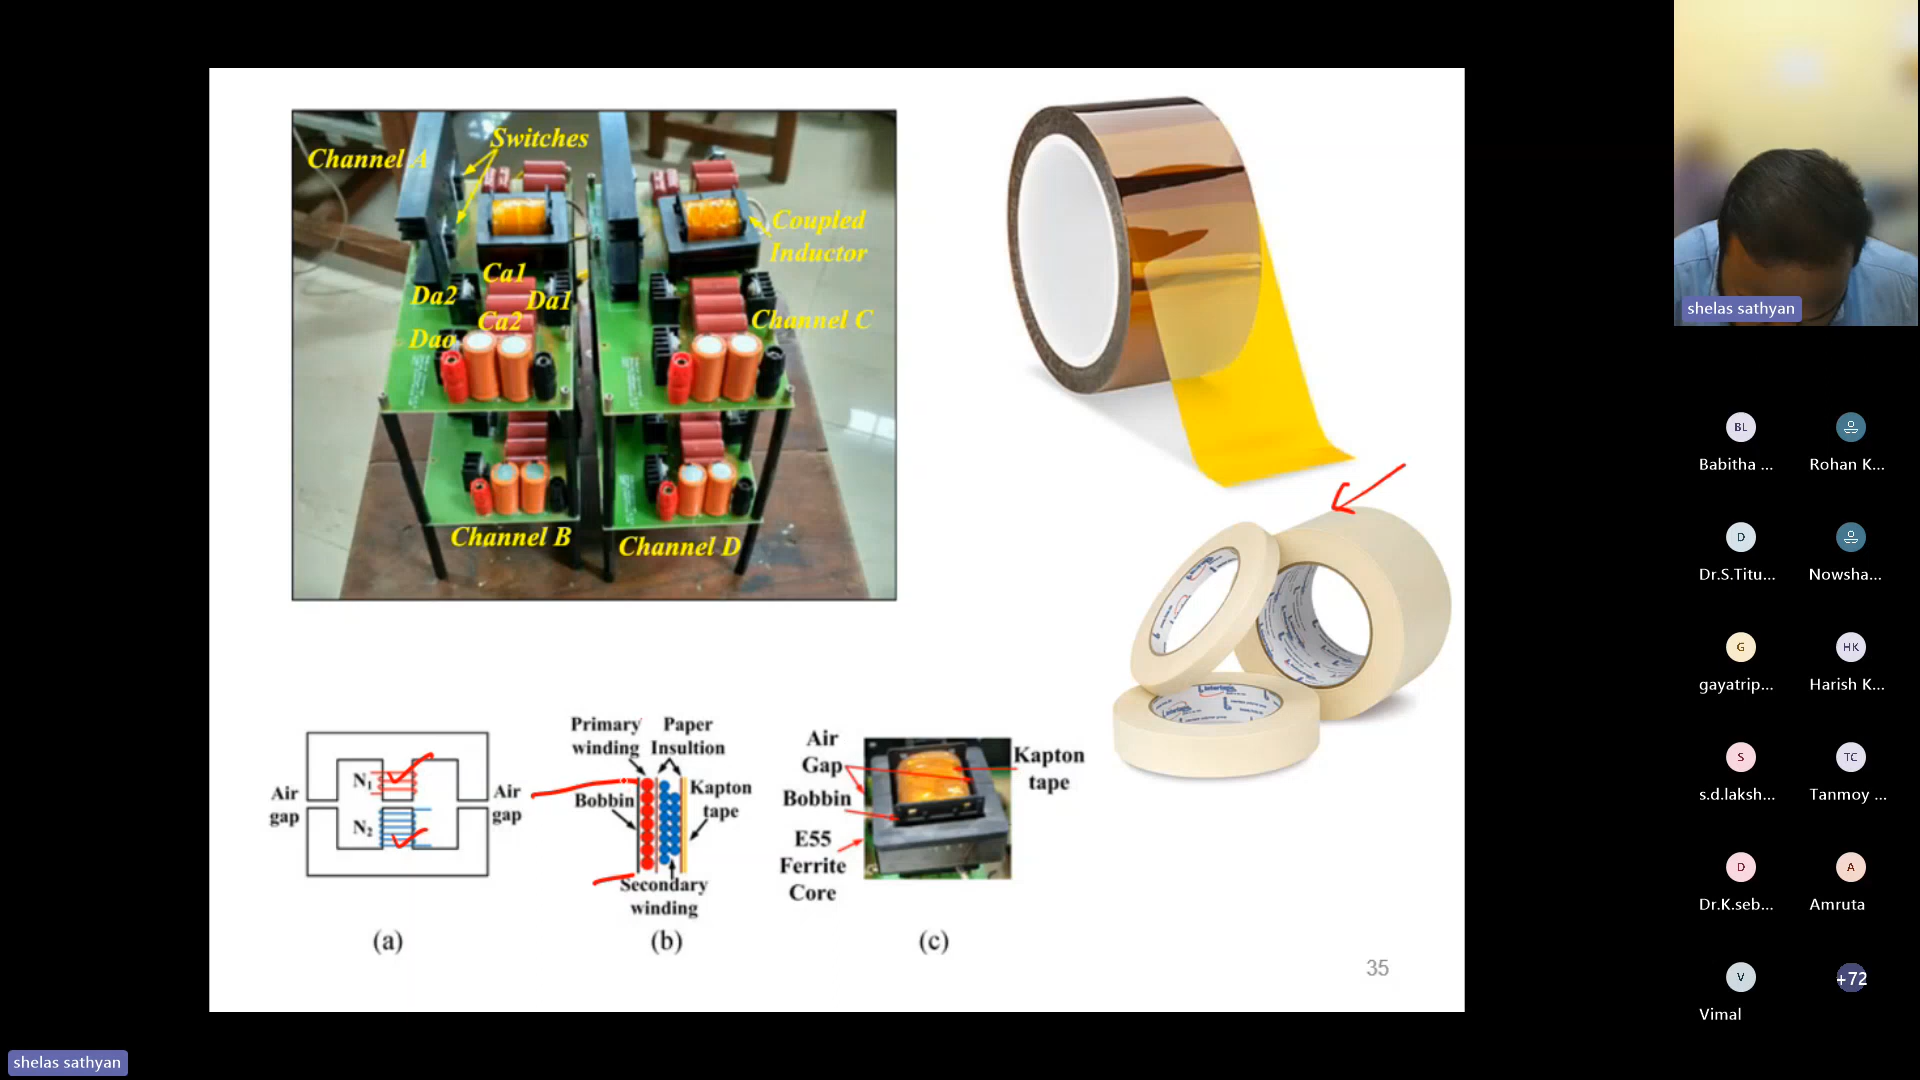 Switches
Channel A
Coupled
Inductor
Ca1
Da2
Da1
Ca2
Channel C
Dao
Channel B
Channel D
Primary
winding
Paper
Insultion
Bobbin
Kapton
tape
Secondary
winding
Air
gap
N1
N2
Air
gap
Air
Gap
Kapton
tape
Bobbin
E55
Ferrite
Core
(a)
(b)
(c)
35
shelas sathyan
BL
Babitha ...
Rohan K...
D
Dr.S.Titu...
Nowsha...
G
gayatrip...
HK
Harish K...
S
s.d.laksh...
TC
Tanmoy ...
D
Dr.K.seb...
A
Amruta
V
Vimal
+72
shelas sathyan